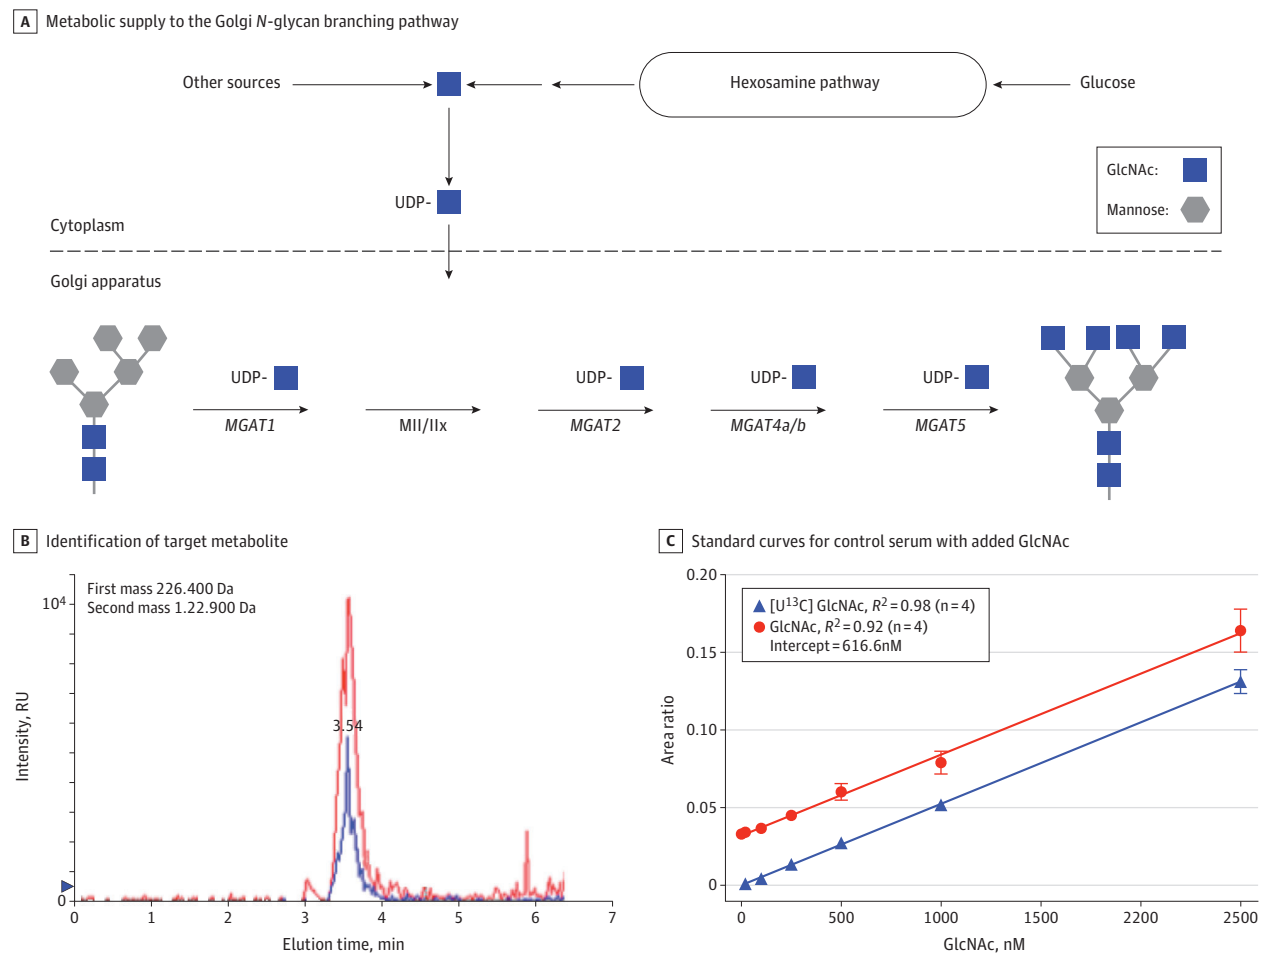 A Metabolic supply to the Golgi N-glycan branching pathway
Other sources
Hexosamine pathway
Glucose
GlcNAc:
Mannose:
UDP-
Cytoplasm
Golgi apparatus
UDP-
UDP-
UDP-
UDP-
MGAT1
MII/IIx
MGAT2
MGAT4a/b
MGAT5
B Identification of target metabolite
First mass 226.400 Da
Second mass 1.22.900 Da
10⁴
3.54
0
Intensity, RU
0 1 2 3 4 5 6 7
Elution time, min
C Standard curves for control serum with added GlcNAc
0.20
[U¹³C] GlcNAc, R²=0.98 (n=4)
GlcNAc, R²=0.92 (n=4)
Intercept=616.6nM
0.15
0.10
0.05
0
Area ratio
0 500 1000 1500 2200 2500
GlcNAc, nM